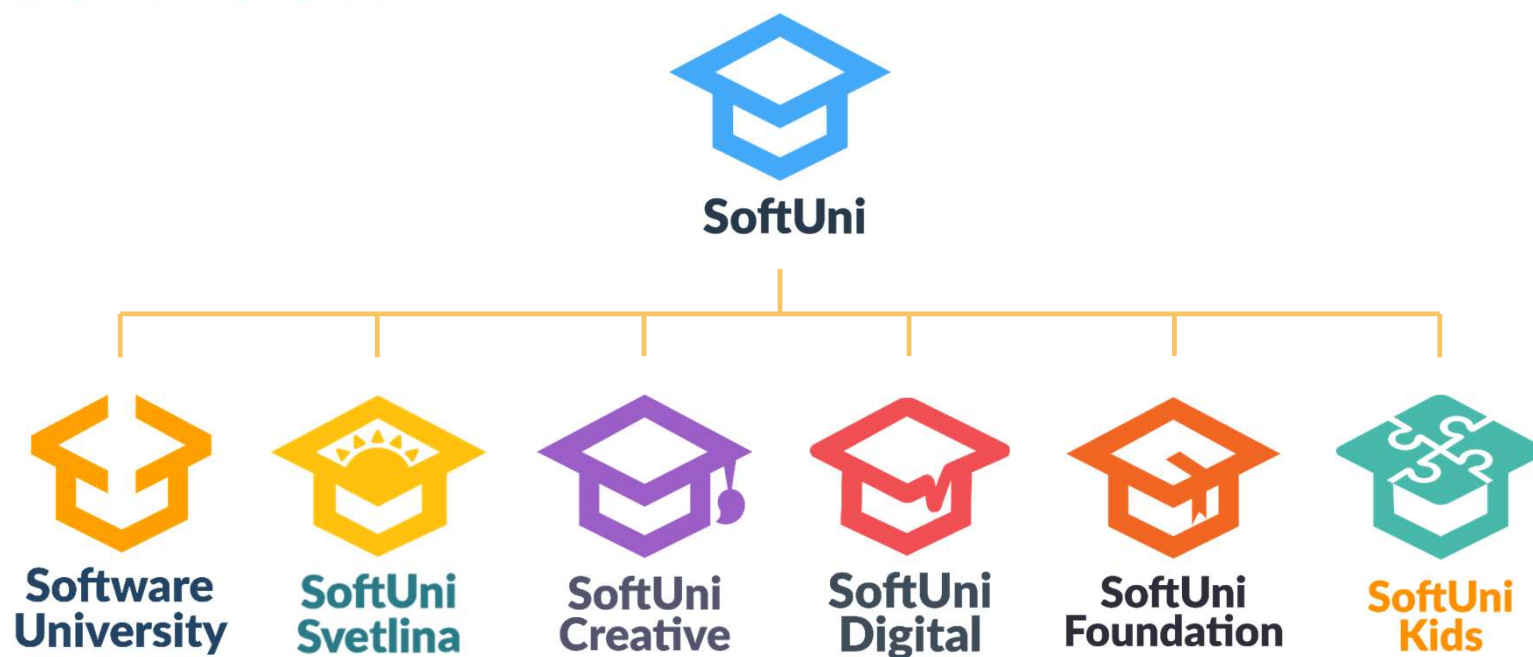 SoftUni
Software
University
SoftUni
Svetlina
SoftUni
Creative
SoftUni
Digital
SoftUni
Foundation
SoftUni
Kids